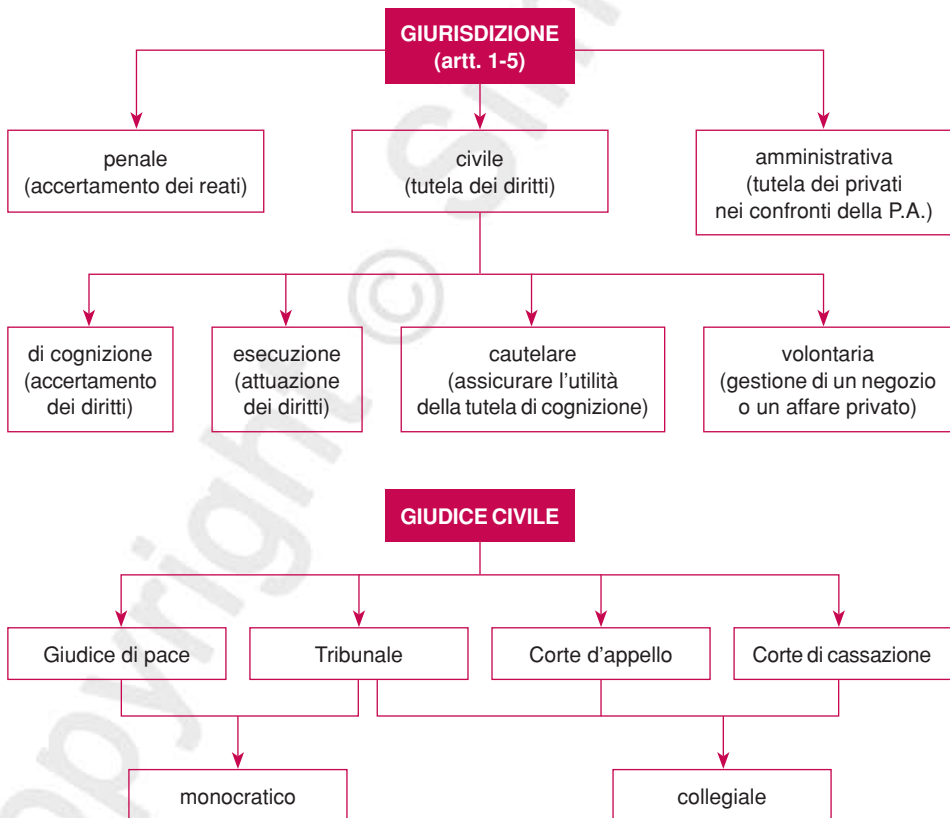 GIURISDIZIONE
(artt. 1-5)
penale
(accertamento dei reati)
civile
(tutela dei diritti)
amministrativa
(tutela dei privati
nei confronti della P.A.)
di cognizione
(accertamento
dei diritti)
esecuzione
(attuazione
dei diritti)
cautelare
(assicurare l'utilità
della tutela di cognizione)
volontaria
(gestione di un negozio
o un affare privato)
GIUDICE CIVILE
Giudice di pace
Tribunale
Corte d'appello
Corte di cassazione
monocratico
collegiale